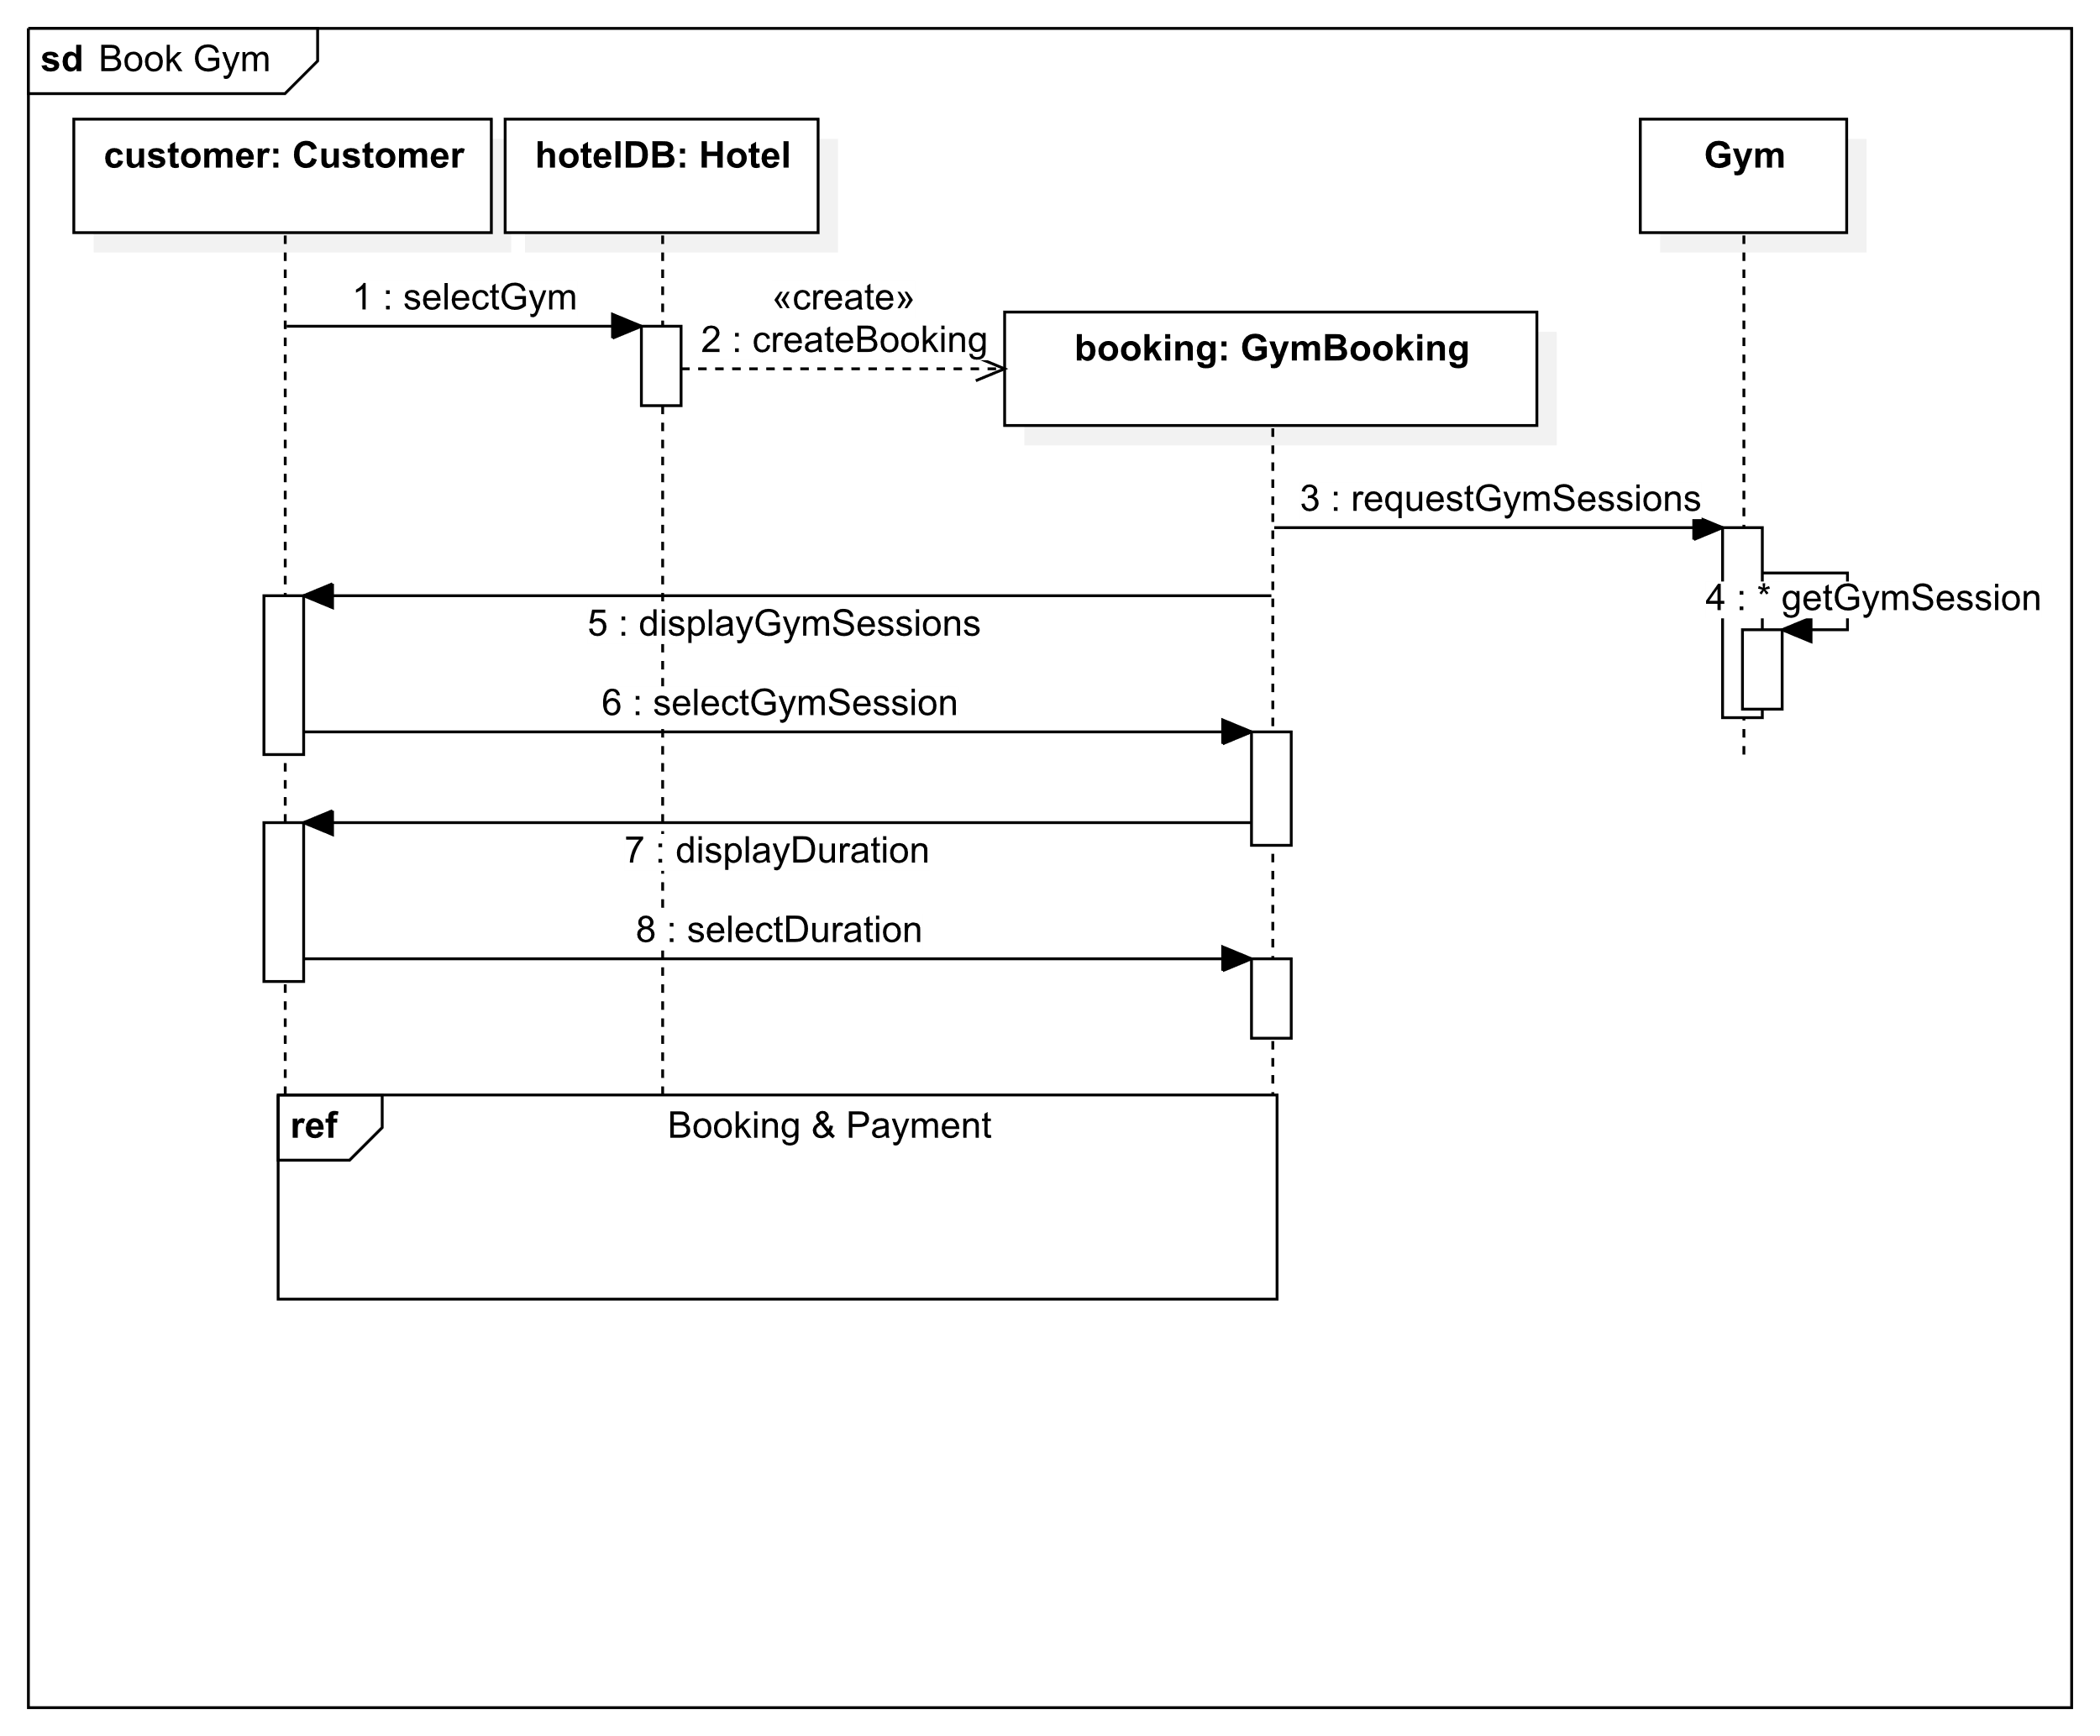 sd Book Gym
customer: Customer
hotelDB: Hotel
Gym
1 : selectGym
«create»
2 : createBooking
booking: GymBooking
3 : requestGymSessions
4 : * getGymSession
5 : displayGymSessions
6 : selectGymSession
7 : displayDuration
8 : selectDuration
ref
Booking & Payment